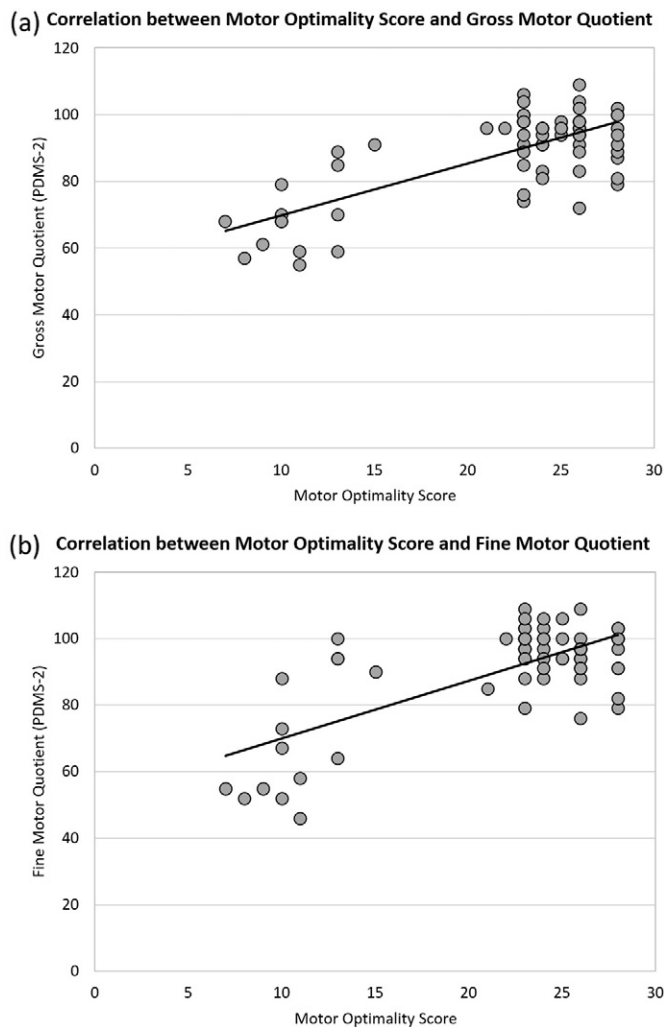 (a) Correlation between Motor Optimality Score and Gross Motor Quotient
120
100
80
60
40
20
0
Gross Motor Quotient (PDMS-2)
0 5 10 15 20 25 30
Motor Optimality Score
(b) Correlation between Motor Optimality Score and Fine Motor Quotient
120
100
80
60
40
20
0
Fine Motor Quotient (PDMS-2)
0 5 10 15 20 25 30
Motor Optimality Score